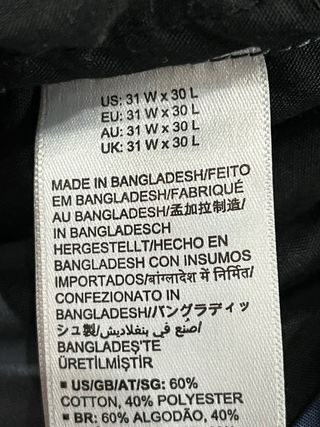 US: 31 W x 30 L
EU: 31 W x 30 L
AU: 31 W x 30 L
UK: 31 W x 30 L
MADE IN BANGLADESH/FEITO
EM BANGLADESH/FABRIQUÉ
AU BANGLADESH/孟加拉制造/
IN BANGLADESCH
HERGESTELLT/HECHO EN
BANGLADESH CON INSUMOS
IMPORTADOS/बांग्लादेश में निर्मित/
CONFEZIONATO IN
BANGLADESH/バングラディッ
シュ製/صُنع في بنغلاديش/
BANGLADEŞ'TE
ÜRETİLMİŞTİR
▪ US/GB/AT/SG: 60%
COTTON, 40% POLYESTER
▪ BR: 60% ALGODÃO, 40%